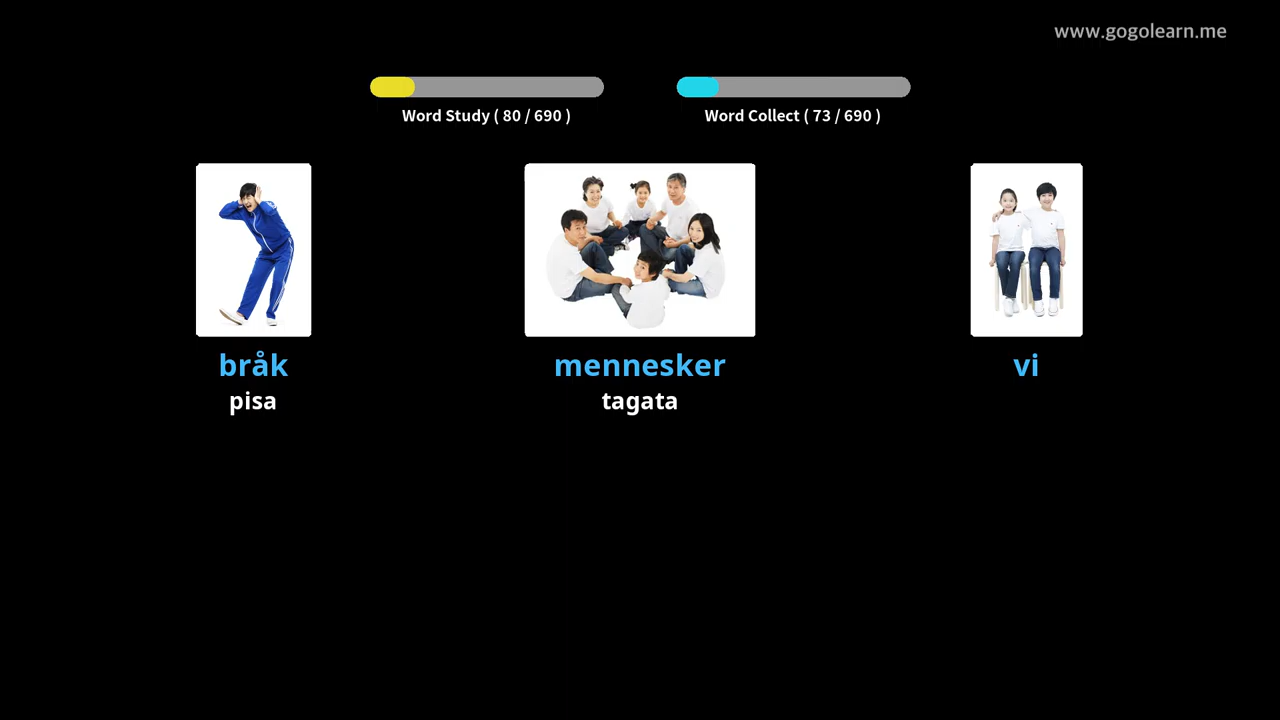 www.gogolearn.me
Word Study ( 80 / 690 )
Word Collect ( 73 / 690 )
bråk
pisa
mennesker
tagata
vi